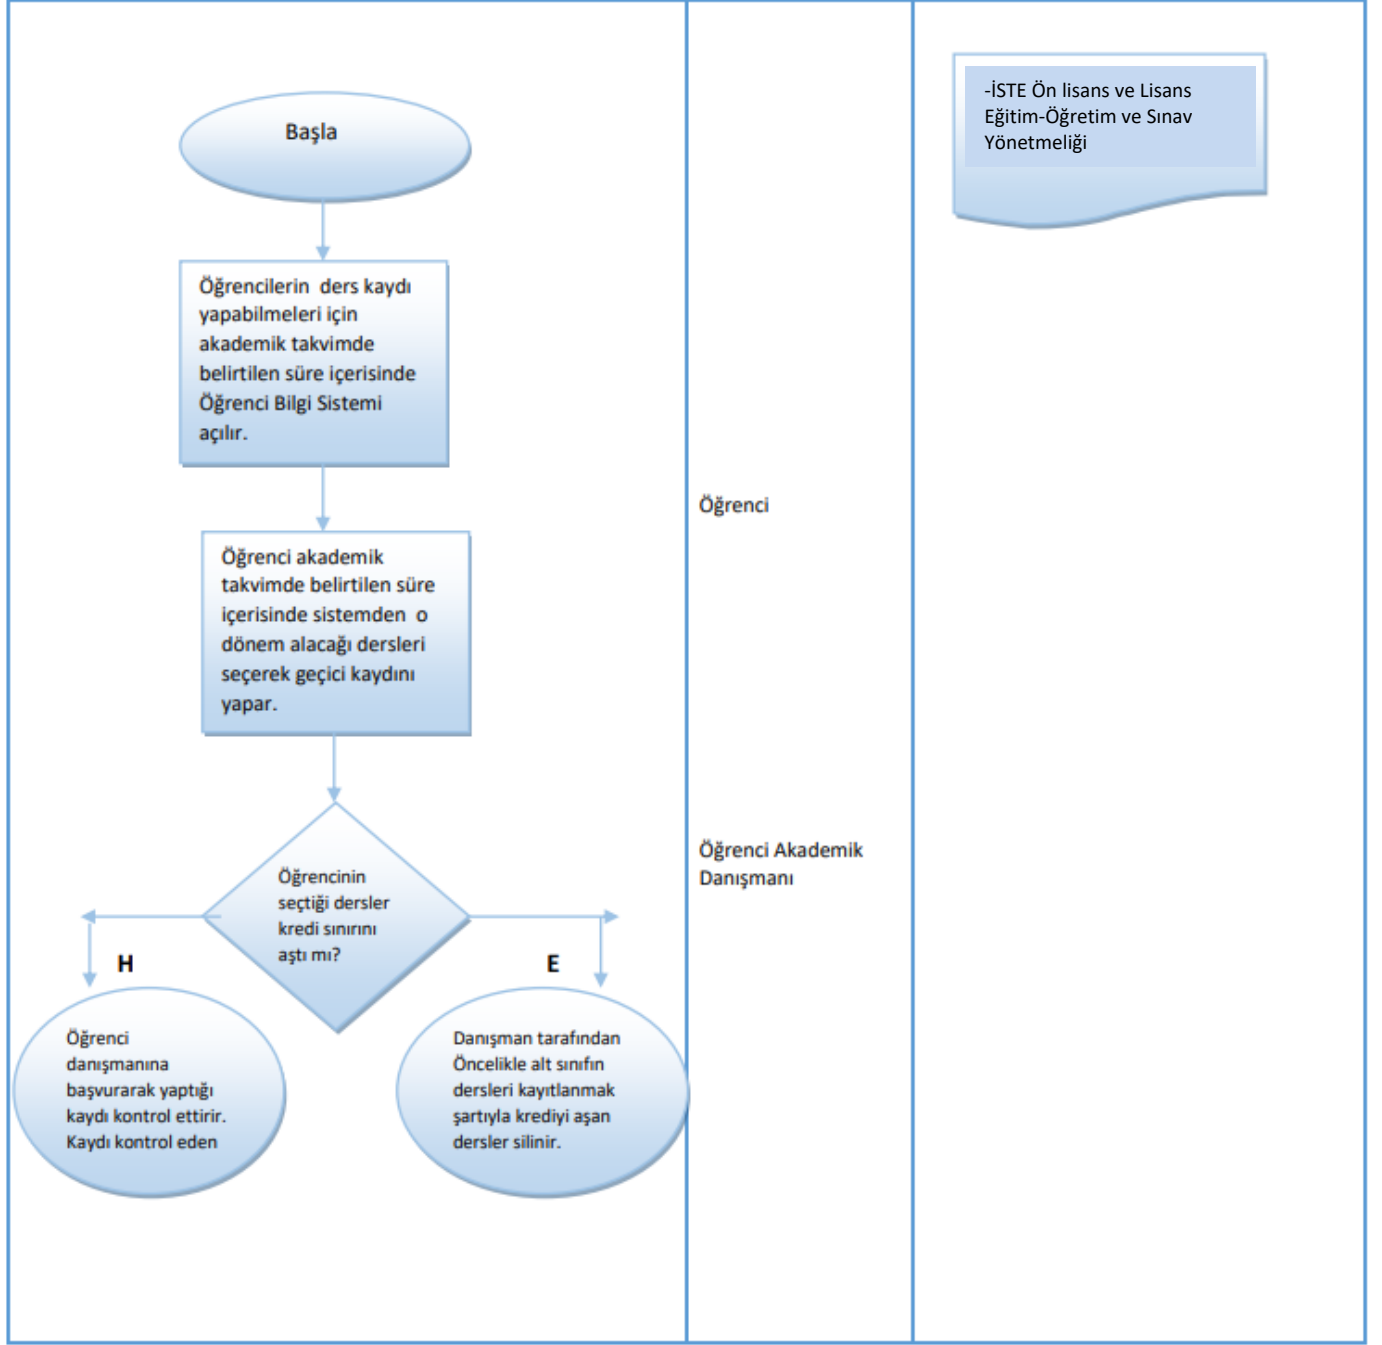 Başla
Öğrencilerin ders kaydı
yapabilmeleri için
akademik takvimde
belirtilen süre içerisinde
Öğrenci Bilgi Sistemi
açılır.
Öğrenci akademik
takvimde belirtilen süre
içerisinde sistemden o
dönem alacağı dersleri
seçerek geçici kaydını
yapar.
Öğrencinin
seçtiği dersler
kredi sınırını
aştı mı?
H
E
Öğrenci
danışmanına
başvurarak yaptığı
kaydı kontrol ettirir.
Kaydı kontrol eden
Danışman tarafından
Öncelikle alt sınıfın
dersleri kayıtlanmak
şartıyla krediyi aşan
dersler silinir.
Öğrenci
Öğrenci Akademik
Danışmanı
-İSTE Ön lisans ve Lisans
Eğitim-Öğretim ve Sınav
Yönetmeliği